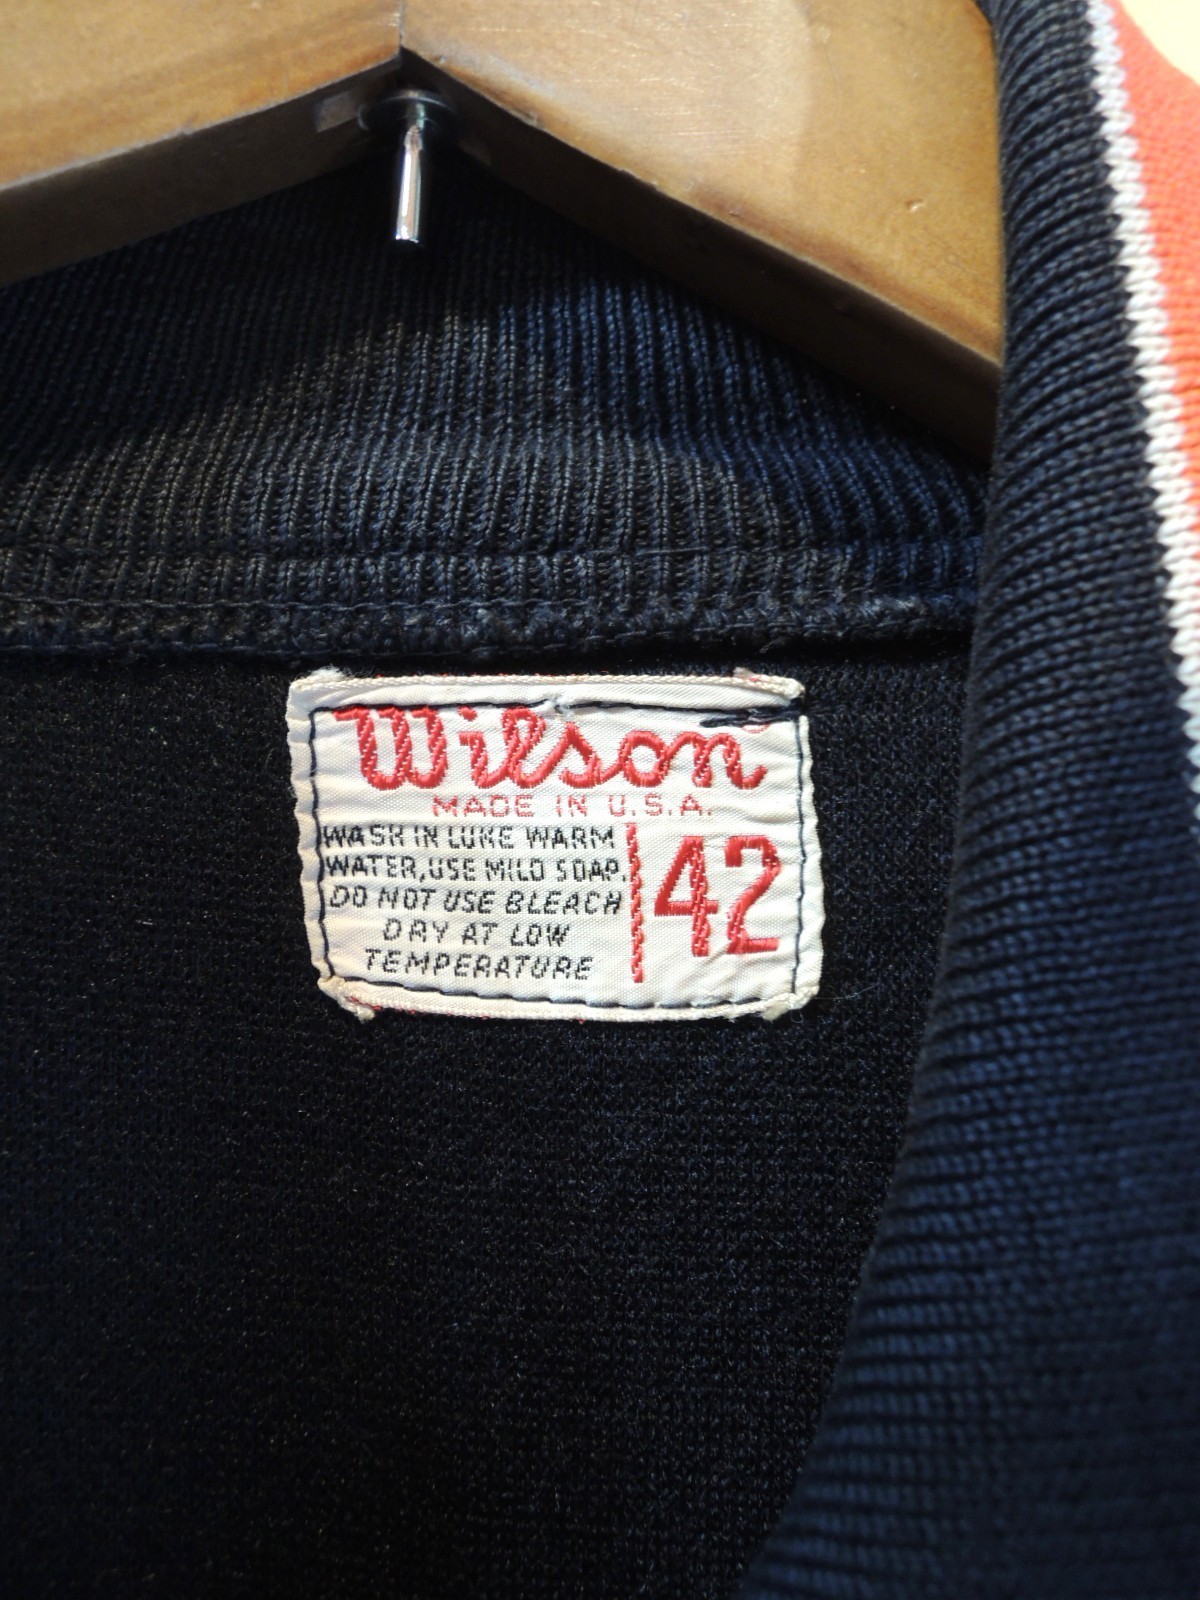 Wilson
MADE IN U.S.A.
WASH IN LUKE WARM
WATER, USE MILD SOAP.
DO NOT USE BLEACH
DRY AT LOW
TEMPERATURE
42